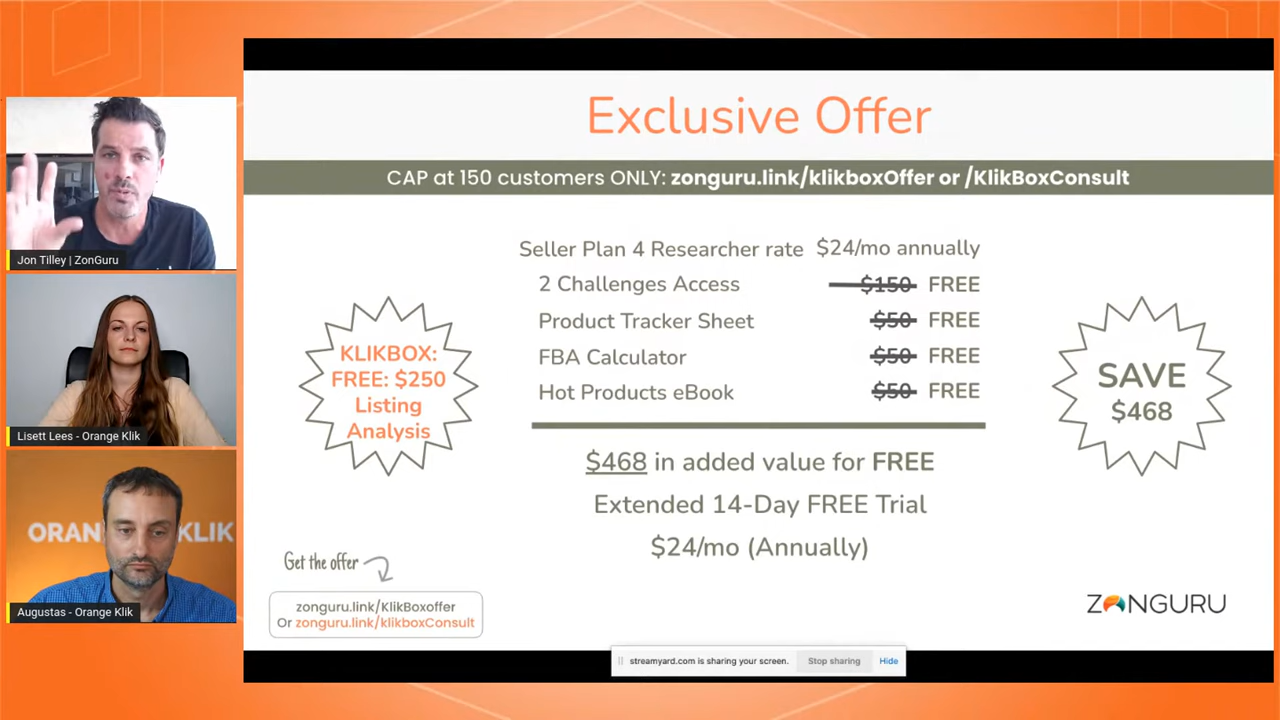 Exclusive Offer
CAP at 150 customers ONLY: zonguru.link/klikboxOffer or /KlikBoxConsult
Seller Plan 4 Researcher rate $24/mo annually
2 Challenges Access $150 FREE
Product Tracker Sheet $50 FREE
FBA Calculator $50 FREE
Hot Products eBook $50 FREE
KLIKBOX:
FREE: $250
Listing
Analysis
SAVE
$468
$468 in added value for FREE
Extended 14-Day FREE Trial
$24/mo (Annually)
Get the offer
zonguru.link/KlikBoxoffer
Or zonguru.link/klikboxConsult
ZONGURU
streamyard.com is sharing your screen. Stop sharing Hide
Jon Tilley | ZonGuru
Lisett Lees - Orange Klik
ORAN KLIK
Augustas - Orange Klik